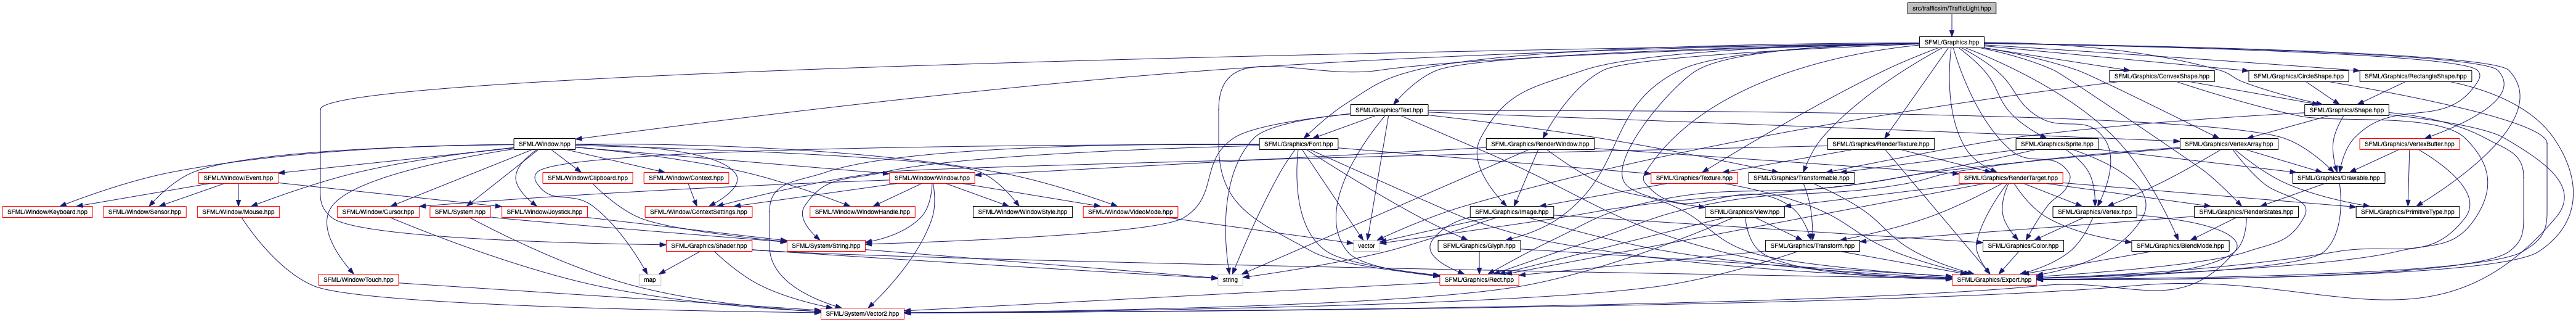 src/trafficsim/TrafficLight.hpp
SFML/Graphics.hpp
SFML/Graphics/ConvexShape.hpp
SFML/Graphics/CircleShape.hpp
SFML/Graphics/RectangleShape.hpp
SFML/Graphics/Text.hpp
SFML/Graphics/Shape.hpp
SFML/Window.hpp
SFML/Graphics/Font.hpp
SFML/Graphics/RenderWindow.hpp
SFML/Graphics/RenderTexture.hpp
SFML/Graphics/Sprite.hpp
SFML/Graphics/VertexArray.hpp
SFML/Graphics/VertexBuffer.hpp
SFML/Window/Event.hpp
SFML/Window/Clipboard.hpp
SFML/Window/Context.hpp
SFML/Window/Window.hpp
SFML/Graphics/Texture.hpp
SFML/Graphics/Transformable.hpp
SFML/Graphics/RenderTarget.hpp
SFML/Graphics/Drawable.hpp
SFML/Window/Keyboard.hpp
SFML/Window/Sensor.hpp
SFML/Window/Mouse.hpp
SFML/Window/Cursor.hpp
SFML/System.hpp
SFML/Window/Joystick.hpp
SFML/Window/ContextSettings.hpp
SFML/Window/WindowHandle.hpp
SFML/Window/WindowStyle.hpp
SFML/Window/VideoMode.hpp
SFML/Graphics/Image.hpp
SFML/Graphics/View.hpp
SFML/Graphics/Vertex.hpp
SFML/Graphics/RenderStates.hpp
SFML/Graphics/PrimitiveType.hpp
SFML/Graphics/Shader.hpp
SFML/System/String.hpp
vector
SFML/Graphics/Glyph.hpp
SFML/Graphics/Transform.hpp
SFML/Graphics/Color.hpp
SFML/Graphics/BlendMode.hpp
SFML/Window/Touch.hpp
map
string
SFML/Graphics/Rect.hpp
SFML/Graphics/Export.hpp
SFML/System/Vector2.hpp